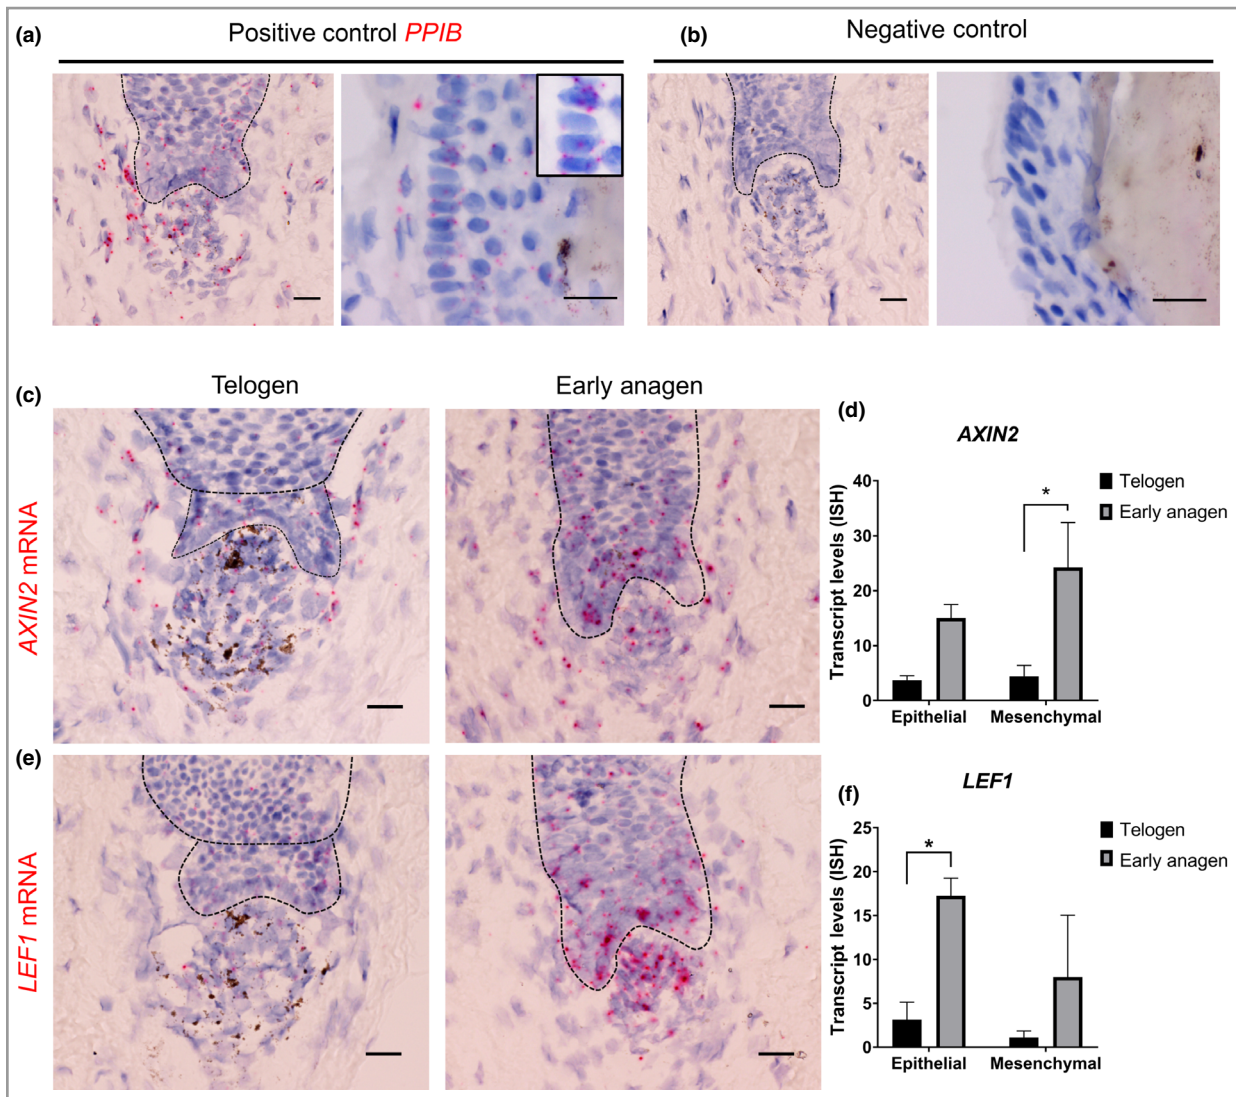 (a)
Positive control PPIB
(b)
Negative control
(c)
Telogen
Early anagen
AXIN2 mRNA
(d)
AXIN2
Transcript levels (ISH)
40
30
20
10
0
Epithelial
Mesenchymal
*
Telogen
Early anagen
(e)
LEF1 mRNA
(f)
LEF1
Transcript levels (ISH)
25
20
15
10
5
0
Epithelial
Mesenchymal
*
Telogen
Early anagen